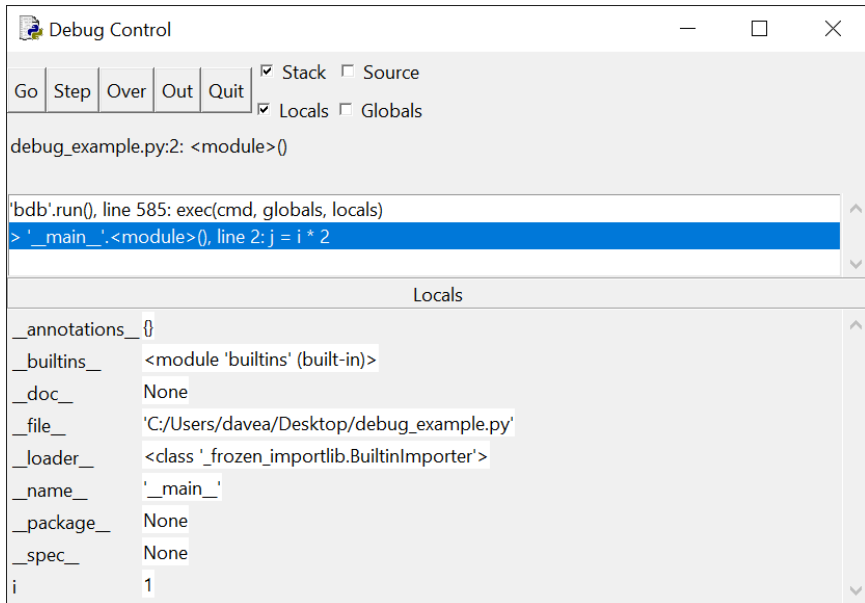 Debug Control
Go Step Over Out Quit
Stack Source
Locals Globals
debug_example.py:2: <module>()
'bdb'.run(), line 585: exec(cmd, globals, locals)
> '__main__'.<module>(), line 2: j = i * 2
Locals
__annotations__ {}
__builtins__ <module 'builtins' (built-in)>
__doc__ None
__file__ 'C:/Users/davea/Desktop/debug_example.py'
__loader__ <class '_frozen_importlib.BuiltinImporter'>
__name__ '__main__'
__package__ None
__spec__ None
i 1